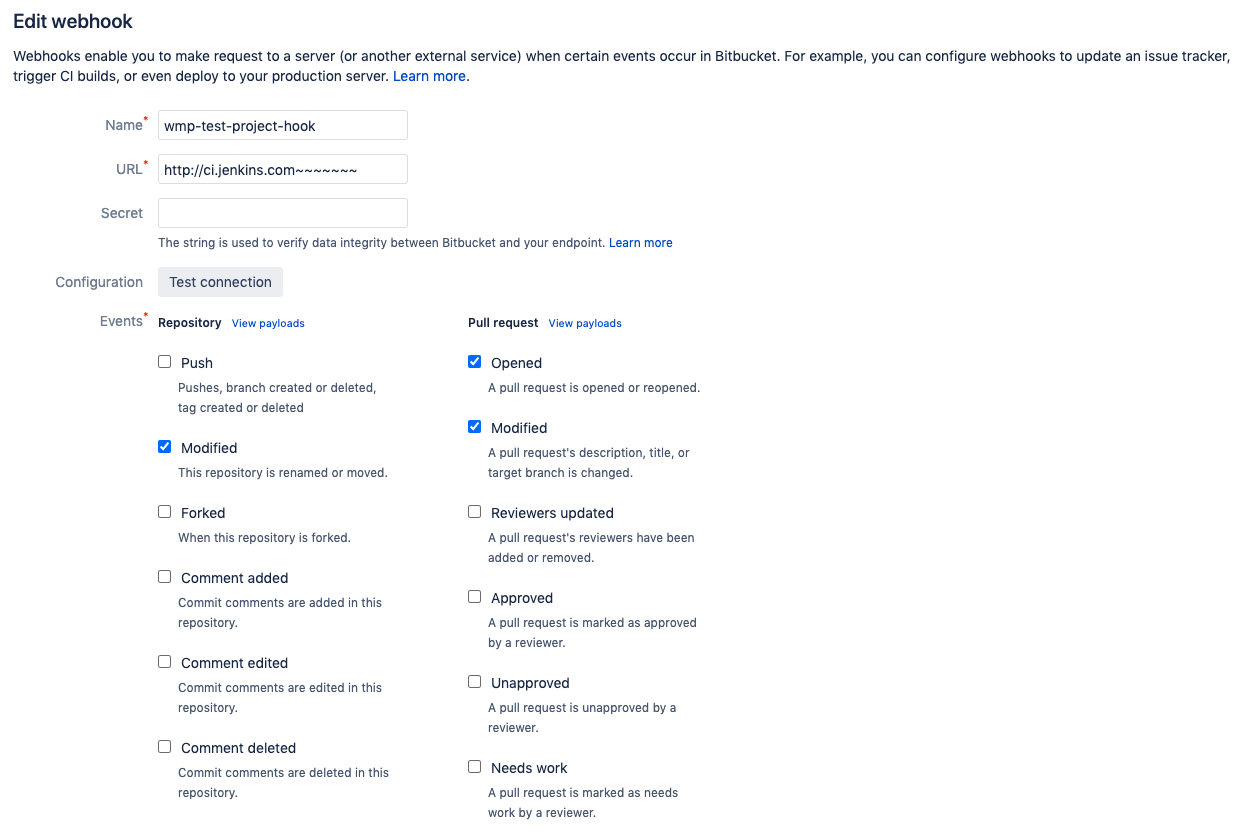 Edit webhook
Webhooks enable you to make request to a server (or another external service) when certain events occur in Bitbucket. For example, you can configure webhooks to update an issue tracker,
trigger CI builds, or even deploy to your production server. Learn more.
Name*
wmp-test-project-hook
URL*
http://ci.jenkins.com~~~~~~~
Secret
The string is used to verify data integrity between Bitbucket and your endpoint. Learn more
Configuration
Test connection
Events*
Repository View payloads
Push
Pushes, branch created or deleted,
tag created or deleted
Modified
This repository is renamed or moved.
Forked
When this repository is forked.
Comment added
Commit comments are added in this
repository.
Comment edited
Commit comments are edited in this
repository.
Comment deleted
Commit comments are deleted in this
repository.
Pull request View payloads
Opened
A pull request is opened or reopened.
Modified
A pull request's description, title, or
target branch is changed.
Reviewers updated
A pull request's reviewers have been
added or removed.
Approved
A pull request is marked as approved
by a reviewer.
Unapproved
A pull request is unapproved by a
reviewer.
Needs work
A pull request is marked as needs
work by a reviewer.